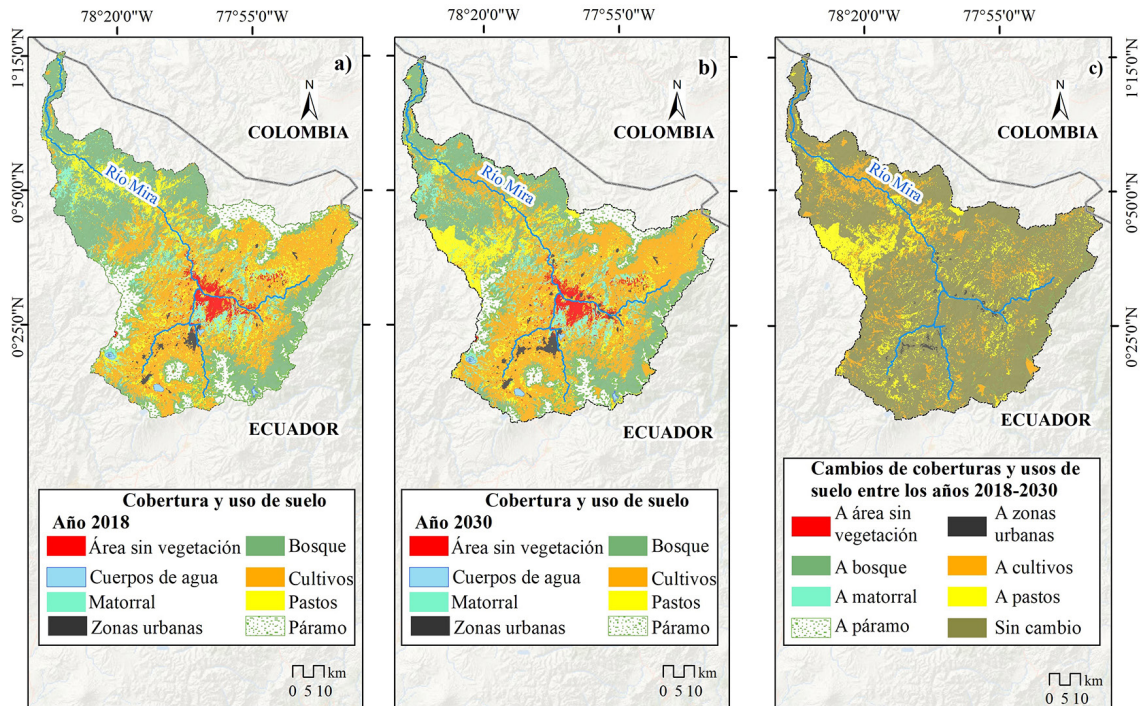 78°20'0"W 77°55'0"W
1°15'0"N
0°50'0"N
0°25'0"N
a)
N
COLOMBIA
Río Mira
ECUADOR
Cobertura y uso de suelo
Año 2018
Área sin vegetación
Bosque
Cuerpos de agua
Cultivos
Matorral
Pastos
Zonas urbanas
Páramo
km
0 5 10
b)
N
COLOMBIA
Río Mira
ECUADOR
Cobertura y uso de suelo
Año 2030
Área sin vegetación
Bosque
Cuerpos de agua
Cultivos
Matorral
Pastos
Zonas urbanas
Páramo
km
0 5 10
78°20'0"W 77°55'0"W
1°15'0"N
0°50'0"N
0°25'0"N
c)
N
COLOMBIA
Río Mira
ECUADOR
Cambios de coberturas y usos de
suelo entre los años 2018-2030
A área sin
vegetación
A zonas
urbanas
A bosque
A cultivos
A matorral
A pastos
A páramo
Sin cambio
km
0 5 10